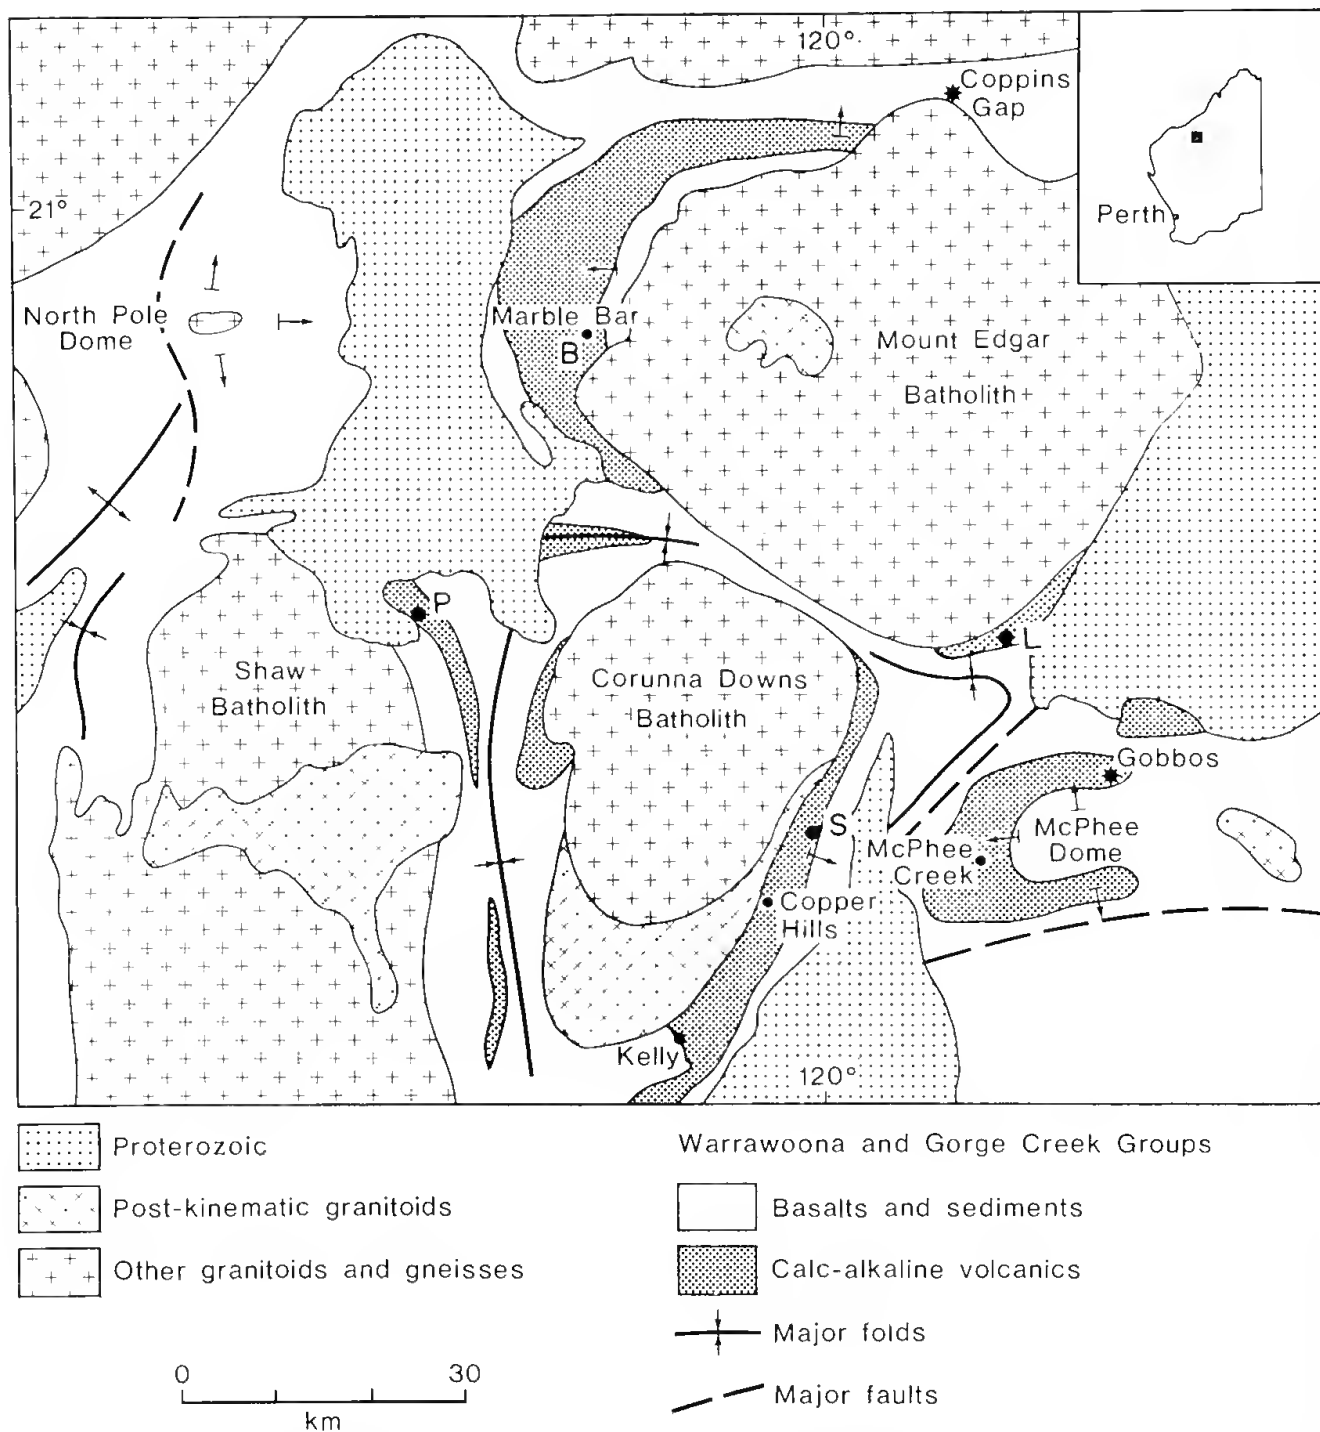 120°
Coppins
Gap
21°
Perth
North Pole
Dome
Marble Bar
B
Mount Edgar
Batholith
P
L
Shaw
Batholith
Corunna Downs
Batholith
Gobbos
S
McPhee
Dome
McPhee
Creek
Copper
Hills
Kelly
120°
Proterozoic
Post-kinematic granitoids
Other granitoids and gneisses
Warrawoona and Gorge Creek Groups
Basalts and sediments
Calc-alkaline volcanics
Major folds
Major faults
0 30
km